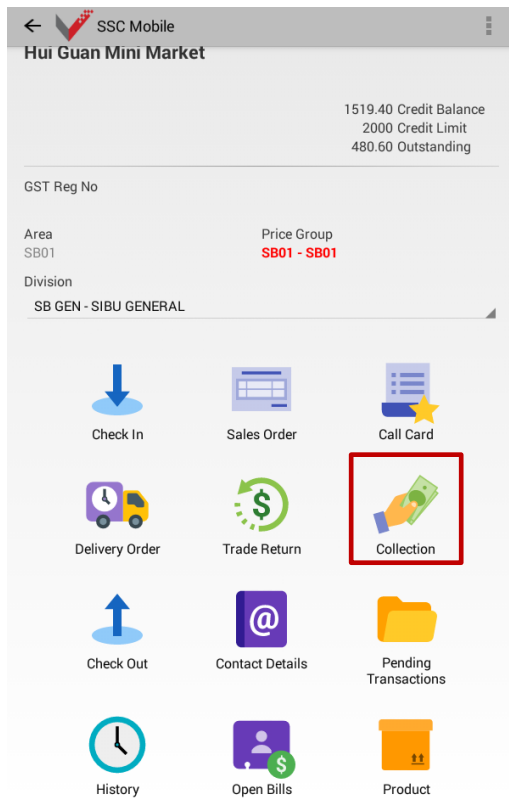 SSC Mobile
Hui Guan Mini Market
1519.40 Credit Balance
2000 Credit Limit
480.60 Outstanding
GST Reg No
Area
Price Group
SB01
SB01 - SB01
Division
SB GEN - SIBU GENERAL
Check In
Sales Order
Call Card
$
Delivery Order
Trade Return
Collection
@
Check Out
Contact Details
Pending
Transactions
$
History
Open Bills
Product